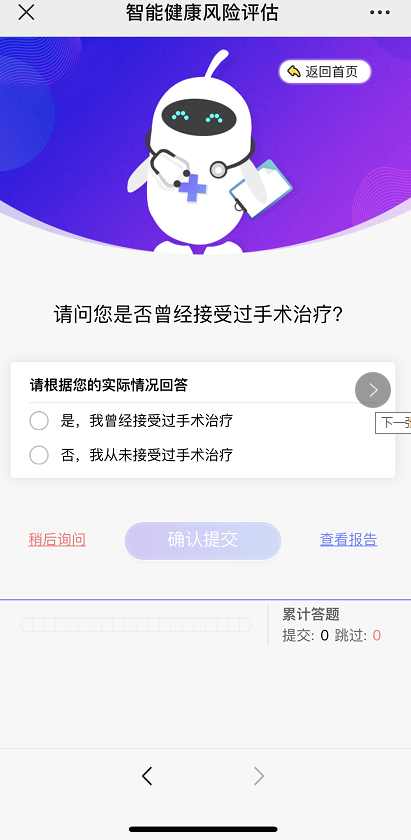 智能健康风险评估
返回首页
请问您是否曾经接受过手术治疗?
请根据您的实际情况回答
是，我曾经接受过手术治疗
下一张
否，我从未接受过手术治疗
稍后询问
确认提交
查看报告
累计答题
提交: 0 跳过: 0